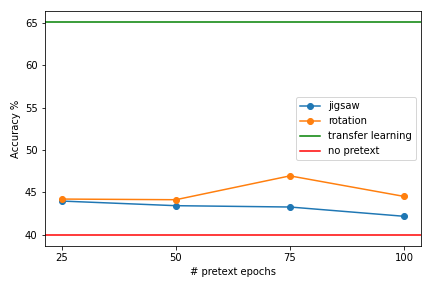 65
60
55
50
45
40
Accuracy %
jigsaw
rotation
transfer learning
no pretext
25
50
75
100
# pretext epochs